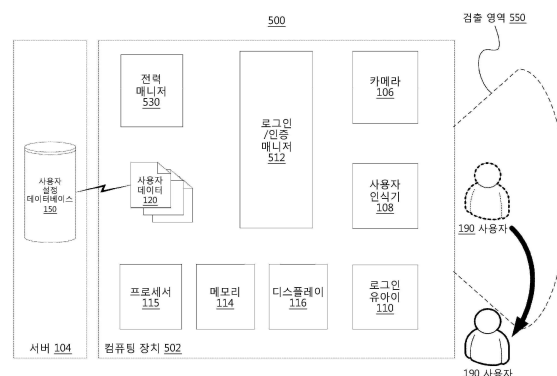 500
검출 영역 550
전력
매니저
530
로그인
/인증
매니저
512
카메라
106
사용자
설정
데이터베이스
150
사용자
데이터
120
사용자
인식기
108
190 사용자
프로세서
115
메모리
114
디스플레이
116
로그인
유아이
110
서버 104
컴퓨팅 장치 502
190 사용자